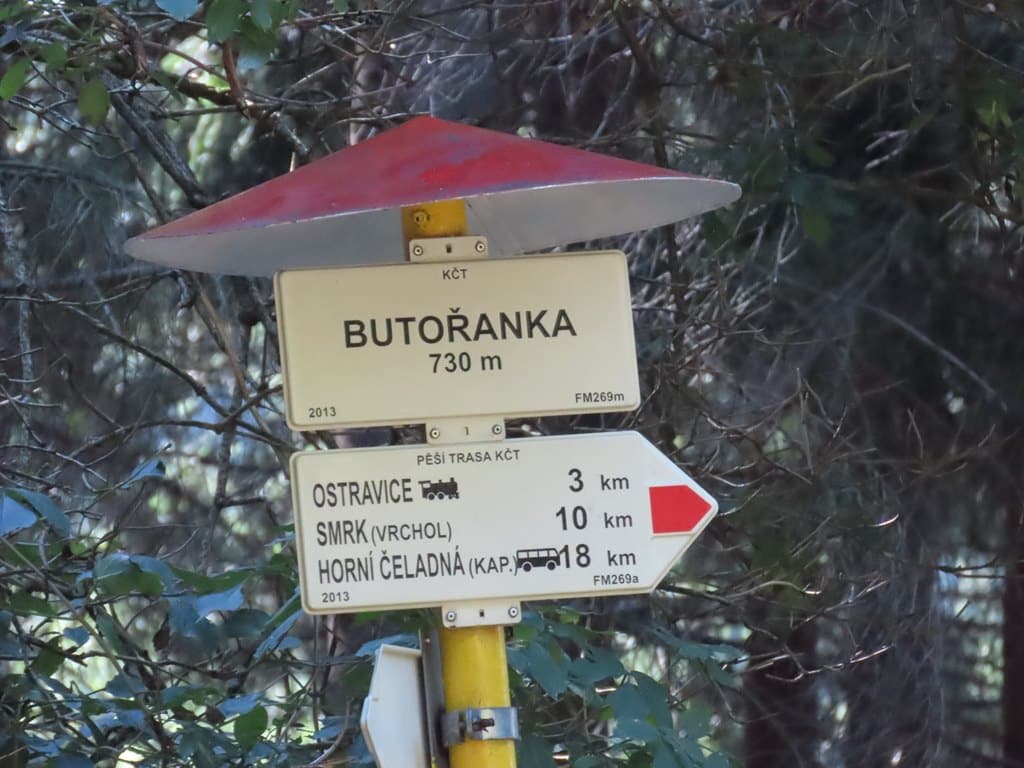 KČT
BUTOŘANKA
730 m
2013 FM269m
PĚŠÍ TRASA KČT
OSTRAVICE 3 km
SMRK (VRCHOL) 10 km
HORNÍ ČELADNÁ (KAP.) 18 km
2013 FM269a